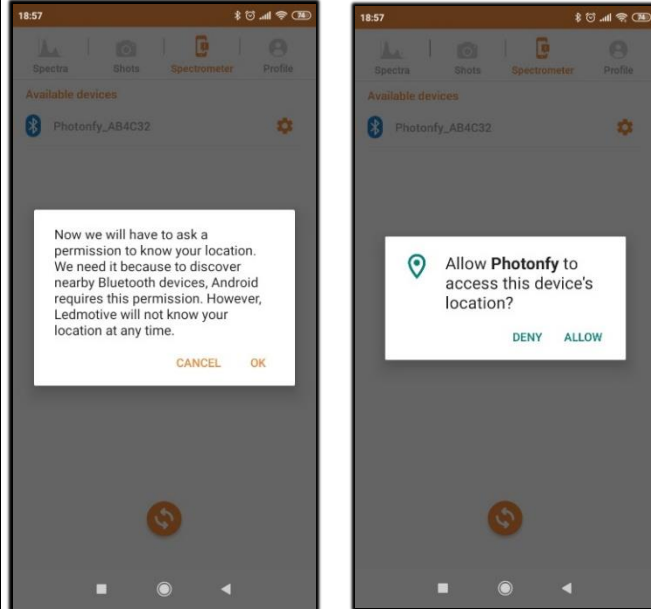 18:57
74
Spectra
Shots
Spectrometer
Profile
Available devices
Photonfy_AB4C32
Now we will have to ask a
permission to know your location.
We need it because to discover
nearby Bluetooth devices, Android
requires this permission. However,
Ledmotive will not know your
location at any time.
CANCEL OK
18:57
74
Spectra
Shots
Spectrometer
Profile
Available devices
Photonfy_AB4C32
Allow Photonfy to
access this device's
location?
DENY ALLOW